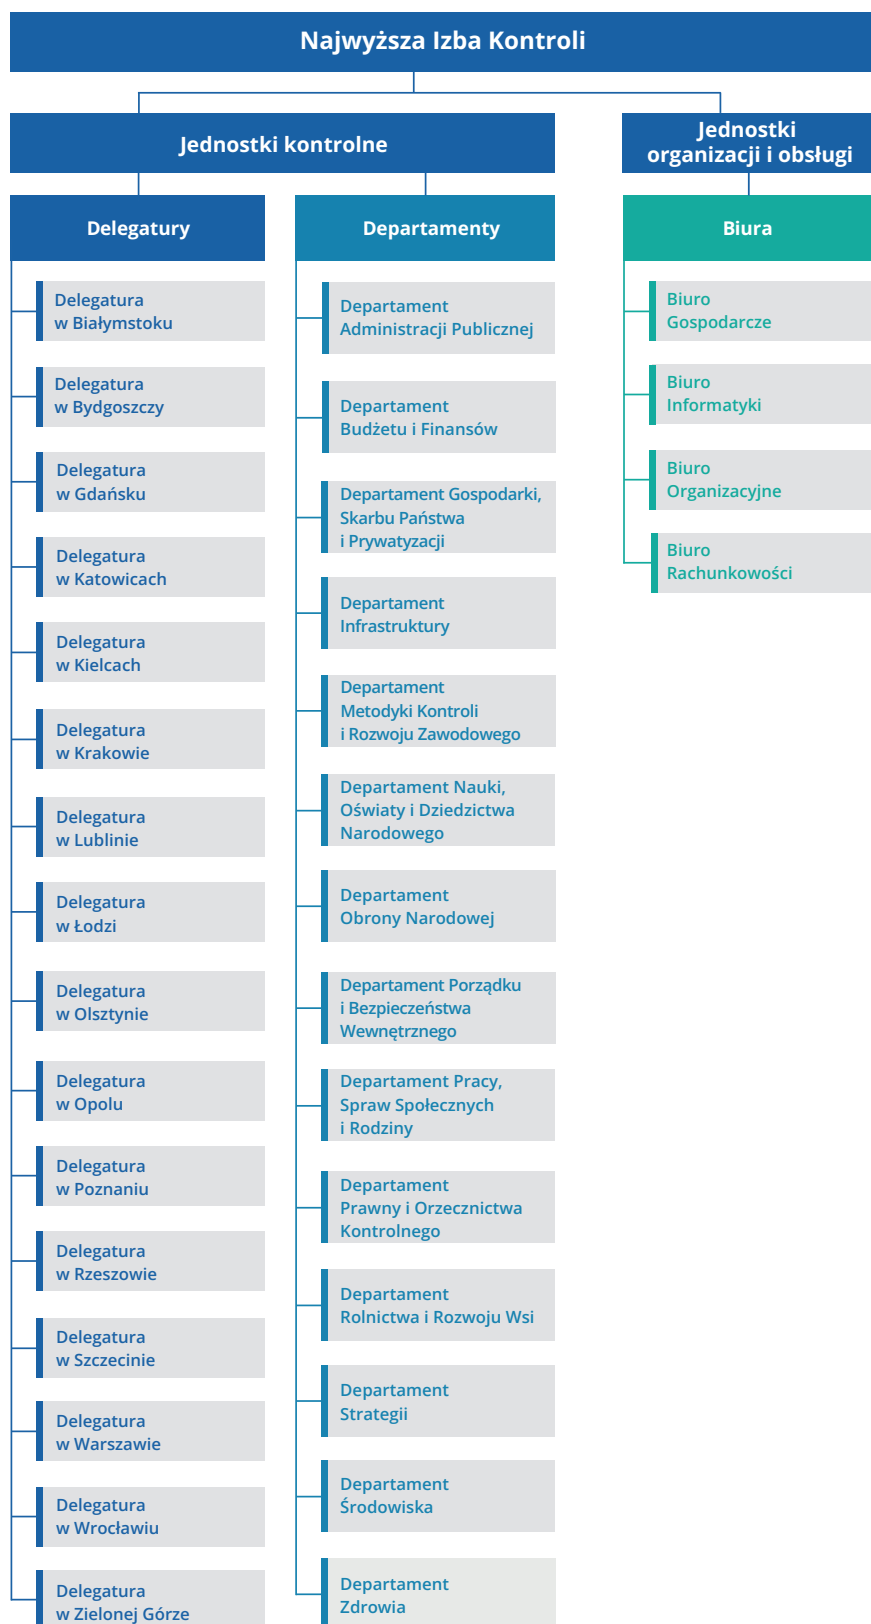 Najwyższa Izba Kontroli
Jednostki kontrolne
Jednostki
organizacji i obsługi
Delegatury
Departamenty
Biura
Delegatura
w Białymstoku
Delegatura
w Bydgoszczy
Delegatura
w Gdańsku
Delegatura
w Katowicach
Delegatura
w Kielcach
Delegatura
w Krakowie
Delegatura
w Lublinie
Delegatura
w Łodzi
Delegatura
w Olsztynie
Delegatura
w Opolu
Delegatura
w Poznaniu
Delegatura
w Rzeszowie
Delegatura
w Szczecinie
Delegatura
w Warszawie
Delegatura
w Wrocławiu
Delegatura
w Zielonej Górze
Departament
Administracji Publicznej
Departament
Budżetu i Finansów
Departament Gospodarki,
Skarbu Państwa
i Prywatyzacji
Departament
Infrastruktury
Departament
Metodyki Kontroli
i Rozwoju Zawodowego
Departament Nauki,
Oświaty i Dziedzictwa
Narodowego
Departament
Obrony Narodowej
Departament Porządku
i Bezpieczeństwa
Wewnętrznego
Departament Pracy,
Spraw Społecznych
i Rodziny
Departament
Prawny i Orzecznictwa
Kontrolnego
Departament
Rolnictwa i Rozwoju Wsi
Departament
Strategii
Departament
Środowiska
Departament
Zdrowia
Biuro
Gospodarcze
Biuro
Informatyki
Biuro
Organizacyjne
Biuro
Rachunkowości